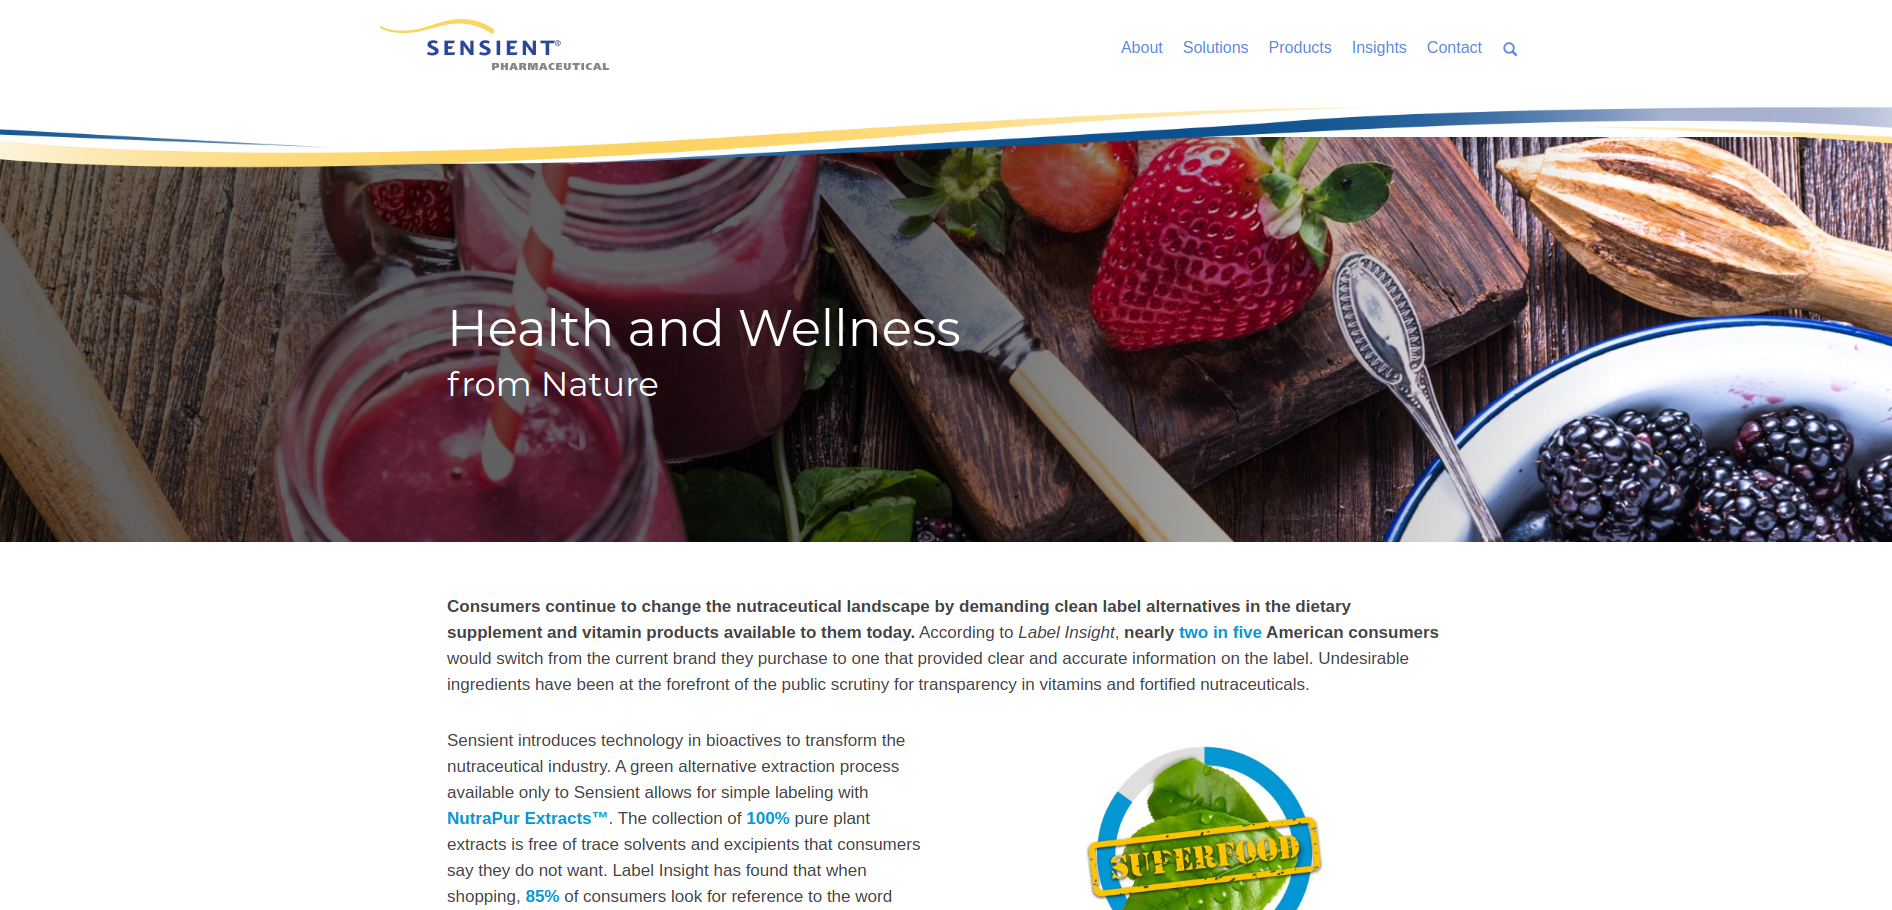 SENSIENT®
PHARMACEUTICAL
About Solutions Products Insights Contact
Health and Wellness
from Nature
Consumers continue to change the nutraceutical landscape by demanding clean label alternatives in the dietary
supplement and vitamin products available to them today. According to Label Insight, nearly two in five American consumers
would switch from the current brand they purchase to one that provided clear and accurate information on the label. Undesirable
ingredients have been at the forefront of the public scrutiny for transparency in vitamins and fortified nutraceuticals.
Sensient introduces technology in bioactives to transform the
nutraceutical industry. A green alternative extraction process
available only to Sensient allows for simple labeling with
NutraPur Extracts™. The collection of 100% pure plant
extracts is free of trace solvents and excipients that consumers
say they do not want. Label Insight has found that when
shopping, 85% of consumers look for reference to the word
SUFERFOOD